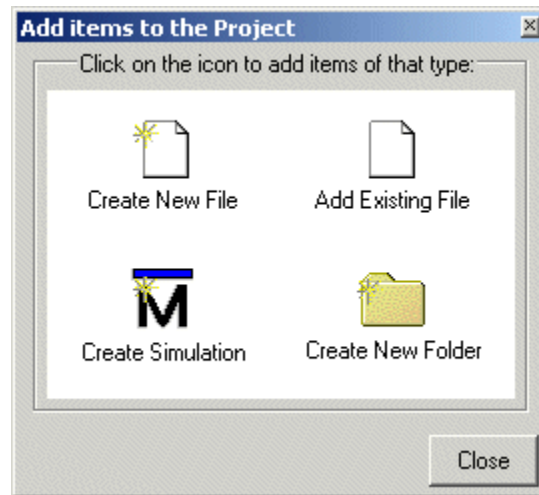 Add items to the Project
Click on the icon to add items of that type:
Create New File
Add Existing File
M
Create Simulation
Create New Folder
Close